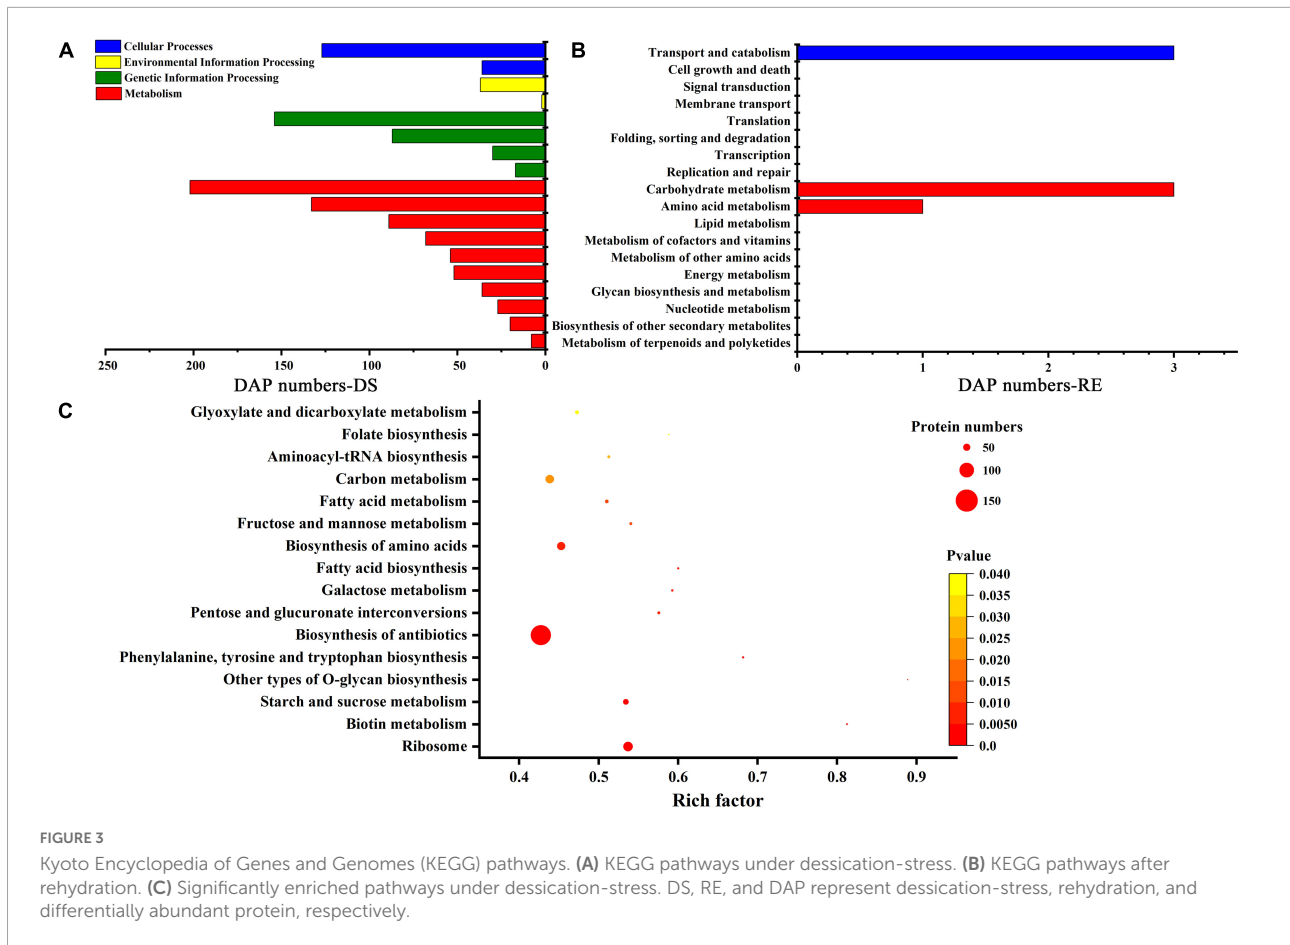 A
Cellular Processes
Environmental Information Processing
Genetic Information Processing
Metabolism
250 200 150 100 50 0
DAP numbers-DS
B
Transport and catabolism
Cell growth and death
Signal transduction
Membrane transport
Translation
Folding, sorting and degradation
Transcription
Replication and repair
Carbohydrate metabolism
Amino acid metabolism
Lipid metabolism
Metabolism of cofactors and vitamins
Metabolism of other amino acids
Energy metabolism
Glycan biosynthesis and metabolism
Nucleotide metabolism
Biosynthesis of other secondary metabolites
Metabolism of terpenoids and polyketides
0 1 2 3
DAP numbers-RE
C
Glyoxylate and dicarboxylate metabolism
Folate biosynthesis
Aminoacyl-tRNA biosynthesis
Carbon metabolism
Fatty acid metabolism
Fructose and mannose metabolism
Biosynthesis of amino acids
Fatty acid biosynthesis
Galactose metabolism
Pentose and glucuronate interconversions
Biosynthesis of antibiotics
Phenylalanine, tyrosine and tryptophan biosynthesis
Other types of O-glycan biosynthesis
Starch and sucrose metabolism
Biotin metabolism
Ribosome
0.4 0.5 0.6 0.7 0.8 0.9
Rich factor
Protein numbers
50
100
150
Pvalue
0.040
0.035
0.030
0.025
0.020
0.015
0.010
0.0050
0.0
FIGURE 3
Kyoto Encyclopedia of Genes and Genomes (KEGG) pathways. (A) KEGG pathways under dessication-stress. (B) KEGG pathways after
rehydration. (C) Significantly enriched pathways under dessication-stress. DS, RE, and DAP represent dessication-stress, rehydration, and
differentially abundant protein, respectively.